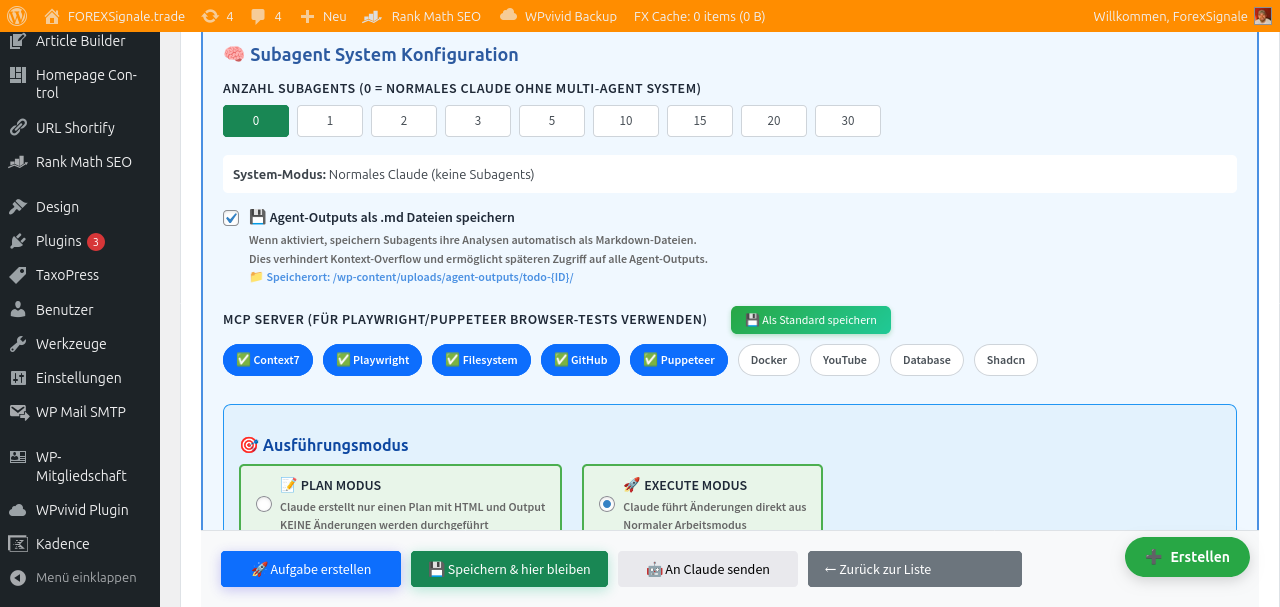 FOREXSignale.trade
4
4
Neu
Rank Math SEO
WPvivid Backup
FX Cache: 0 items (0 B)
Willkommen, ForexSignale
Article Builder
Homepage Con-
trol
URL Shortify
Rank Math SEO
Design
Plugins 3
TaxoPress
Benutzer
Werkzeuge
Einstellungen
WP Mail SMTP
WP-
Mitgliedschaft
WPvivid Plugin
Kadence
Menü einklappen
Subagent System Konfiguration
ANZAHL SUBAGENTS (0 = NORMALES CLAUDE OHNE MULTI-AGENT SYSTEM)
0 1 2 3 5 10 15 20 30
System-Modus: Normales Claude (keine Subagents)
Agent-Outputs als .md Dateien speichern
Wenn aktiviert, speichern Subagents ihre Analysen automatisch als Markdown-Dateien.
Dies verhindert Kontext-Overflow und ermöglicht späteren Zugriff auf alle Agent-Outputs.
Speicherort: /wp-content/uploads/agent-outputs/todo-{ID}/
MCP SERVER (FÜR PLAYWRIGHT/PUPPETEER BROWSER-TESTS VERWENDEN)
Als Standard speichern
Context7 Playwright Filesystem GitHub Puppeteer Docker YouTube Database Shadcn
Ausführungsmodus
PLAN MODUS
Claude erstellt nur einen Plan mit HTML und Output
KEINE Änderungen werden durchgeführt
EXECUTE MODUS
Claude führt Änderungen direkt aus
Normaler Arbeitsmodus
Aufgabe erstellen
Speichern & hier bleiben
An Claude senden
← Zurück zur Liste
Erstellen